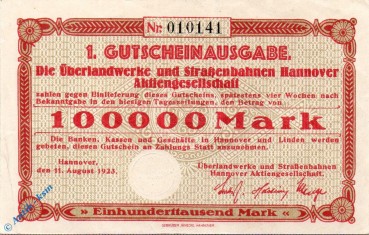 Nr. 010141
1. GUTSCHEINAUSGABE.
Die Überlandwerke und Straßenbahnen Hannover
Aktiengesellschaft
zahlen gegen Einlieferung dieses Gutscheins, spätestens vier Wochen nach
Bekanntgabe in den hiesigen Tageszeitungen, den Betrag von
100000 Mark
Die Banken, Kassen und Geschäfte in Hannover und Linden werden
gebeten, diesen Gutschein an Zahlungs Statt anzunehmen.
Hannover,
den 11. August 1923.
Überlandwerke und Straßenbahnen
Hannover Aktiengesellschaft.
» Einhunderttausend Mark «